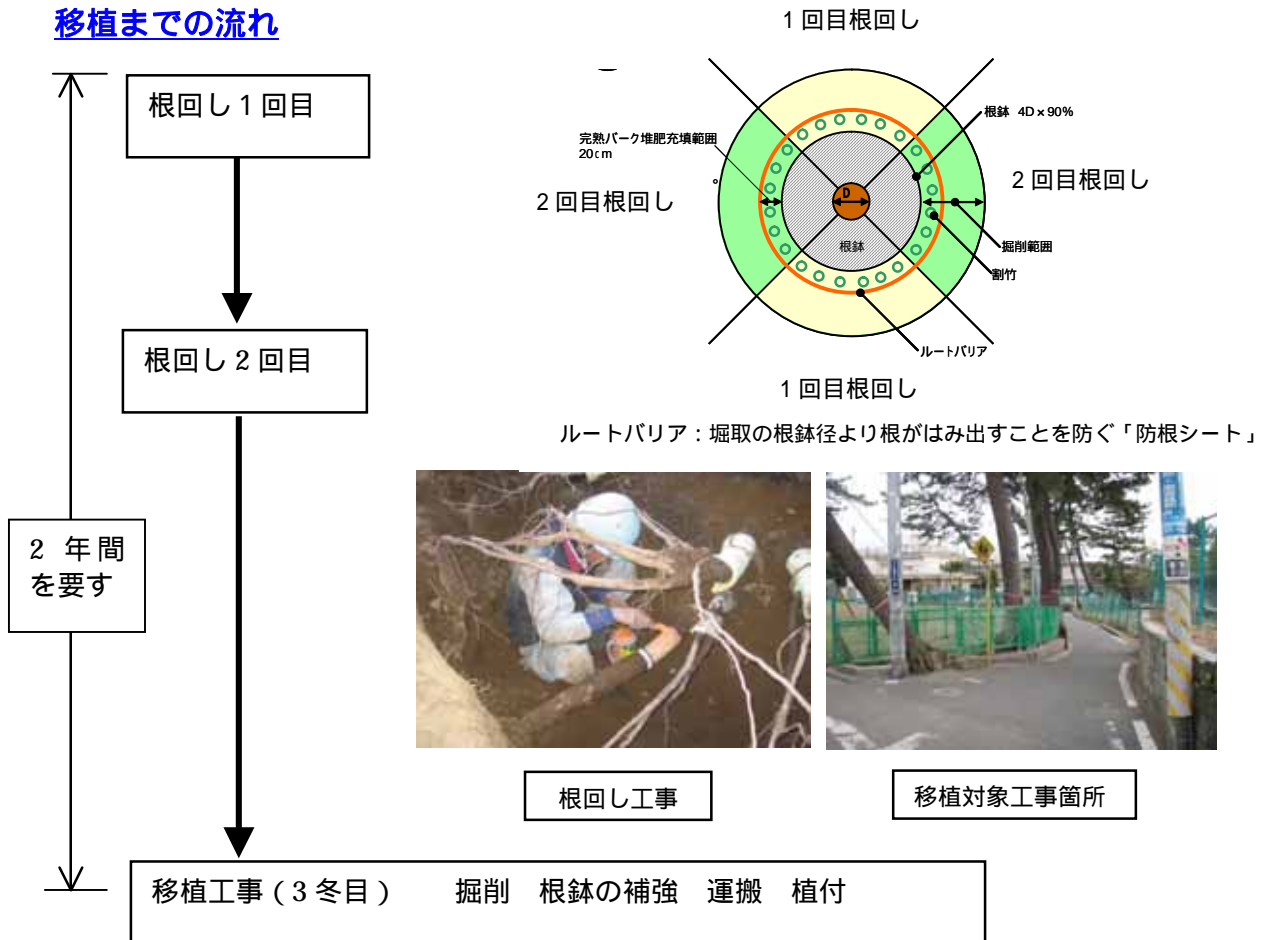 移植までの流れ
根回し1回目
根回し2回目
2年間
を要す
1回目根回し
完熟バーク堆肥充填範囲
20cm
根鉢 4D×90%
2回目根回し
2回目根回し
D
根鉢
掘削範囲
割竹
ルートバリア
1回目根回し
ルートバリア：堀取の根鉢径より根がはみ出すことを防ぐ「防根シート」
根回し工事
移植対象工事箇所
移植工事(3冬目) 掘削 根鉢の補強 運搬 植付